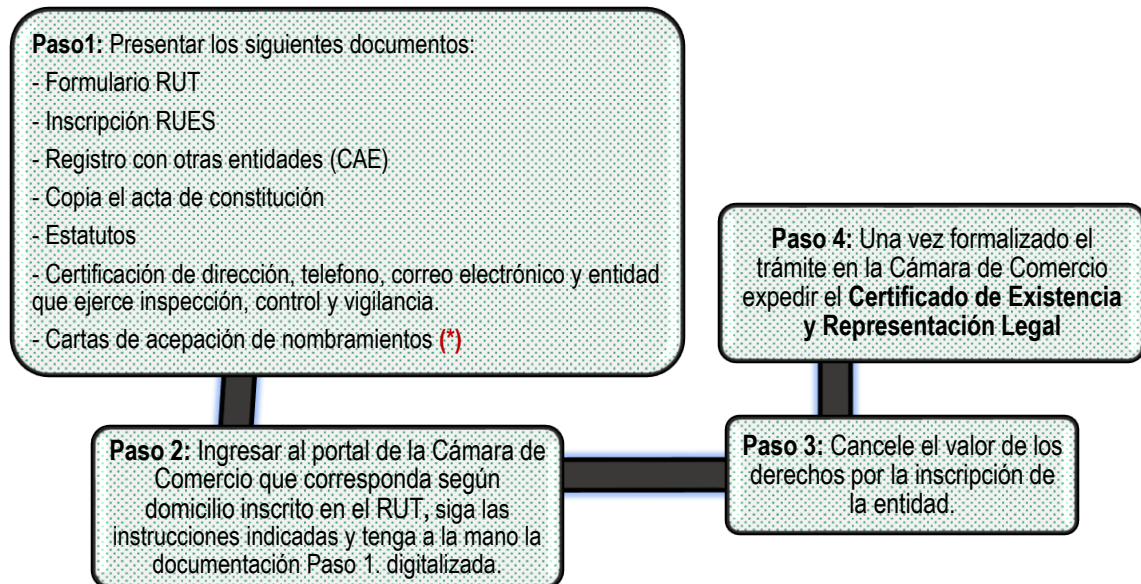 Paso1: Presentar los siguientes documentos:
- Formulario RUT
- Inscripción RUES
- Registro con otras entidades (CAE)
- Copia el acta de constitución
- Estatutos
- Certificación de dirección, telefono, correo electrónico y entidad
que ejerce inspección, control y vigilancia.
- Cartas de acepación de nombramientos (*)
Paso 2: Ingresar al portal de la Cámara de
Comercio que corresponda según
domicilio inscrito en el RUT, siga las
instrucciones indicadas y tenga a la mano la
documentación Paso 1. digitalizada.
Paso 3: Cancele el valor de los
derechos por la inscripción de
la entidad.
Paso 4: Una vez formalizado el
trámite en la Cámara de Comercio
expedir el Certificado de Existencia
y Representación Legal